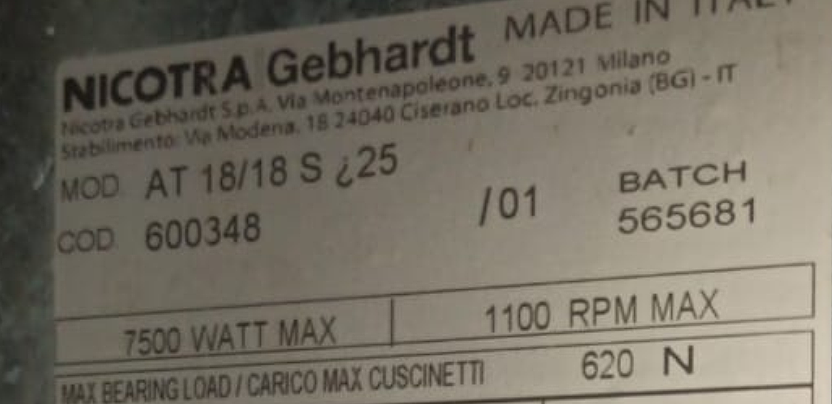 NICOTRA Gebhardt MADE IN ITALY
Nicotra Gebhardt S.p.A. Via Montenapoleone, 9 20121 Milano
Stabilimento: Via Modena, 18 24040 Ciserano Loc. Zingonia (BG) - IT
MOD. AT 18/18 S ¿25
BATCH
COD. 600348 /01 565681
7500 WATT MAX 1100 RPM MAX
MAX BEARING LOAD / CARICO MAX CUSCINETTI 620 N